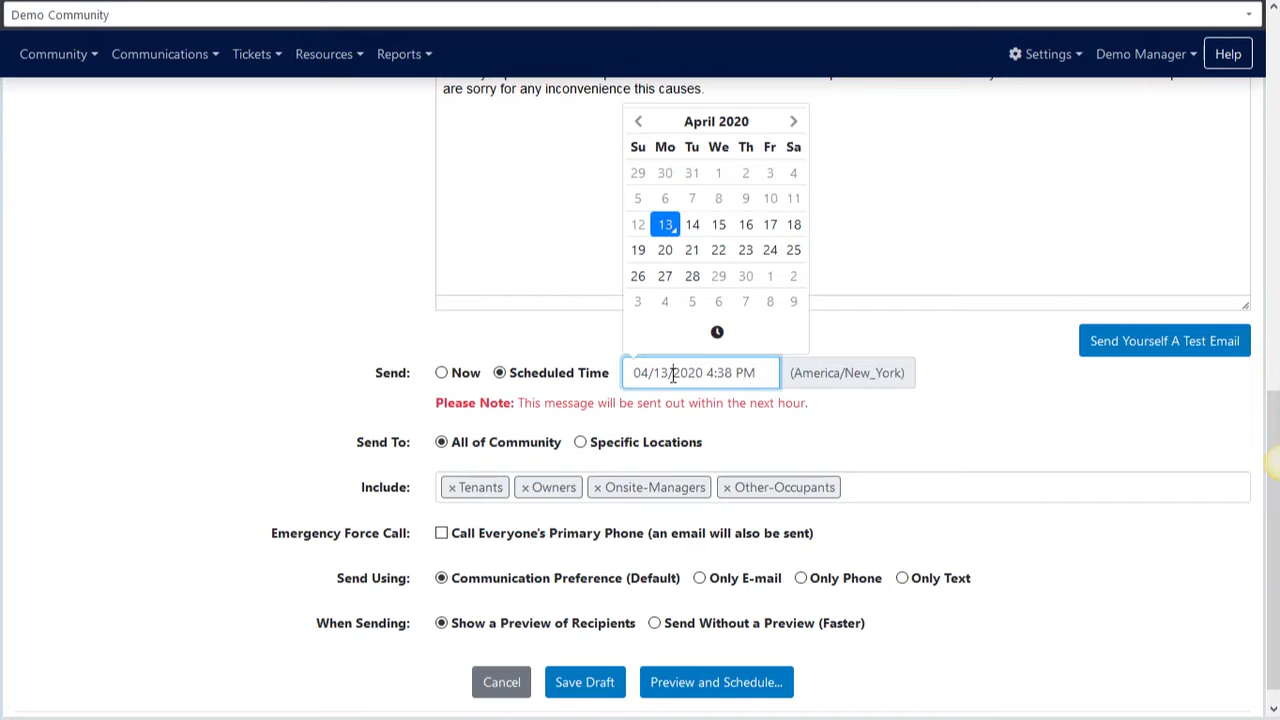 Demo Community
Community Communications Tickets Resources Reports Settings Demo Manager Help
are sorry for any inconvenience this causes.
April 2020
Su Mo Tu We Th Fr Sa
29 30 31 1 2 3 4
5 6 7 8 9 10 11
12 13 14 15 16 17 18
19 20 21 22 23 24 25
26 27 28 29 30 1 2
3 4 5 6 7 8 9
Send Yourself A Test Email
Send: Now Scheduled Time 04/13/2020 4:38 PM (America/New_York)
Please Note: This message will be sent out within the next hour.
Send To: All of Community Specific Locations
Include: × Tenants × Owners × Onsite-Managers × Other-Occupants
Emergency Force Call: Call Everyone's Primary Phone (an email will also be sent)
Send Using: Communication Preference (Default) Only E-mail Only Phone Only Text
When Sending: Show a Preview of Recipients Send Without a Preview (Faster)
Cancel Save Draft Preview and Schedule...